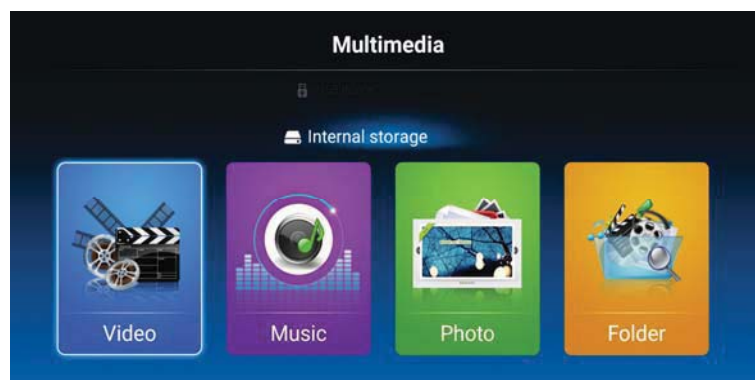 Multimedia
Internal storage
Video
Music
Photo
Folder